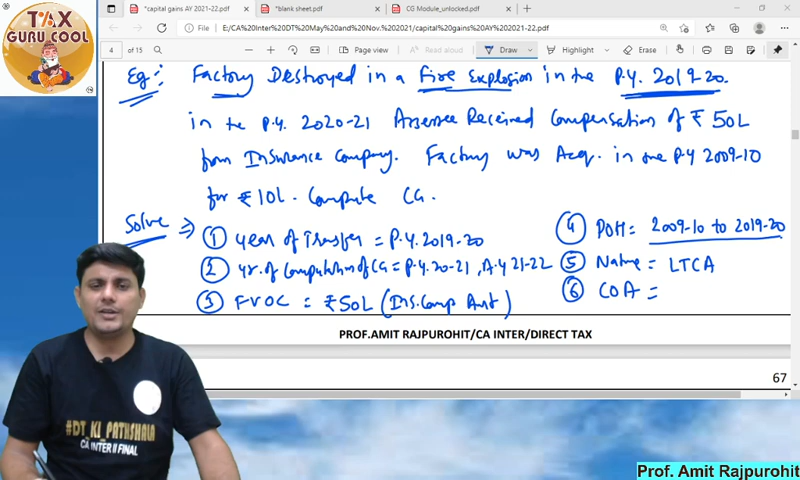 TAX
GURU COOL
*capital gains AY 2021-22.pdf
*blank sheet.pdf
CG Module_unlocked.pdf
File
E:/CA%20Inter%20DT%20May%20and%20Nov.%202021/capital%20gains%20AY%202021-22.pdf
4 of 15
Page view
Read aloud
Draw
Highlight
Erase
Eg:- Factory Destroyed in a Fire Explosion in the P.Y. 2019-20.
in the P.Y. 2020-21 Assessee Received Compensation of ₹ 50L
from Insurance Company. Factory was Acq. in the P.Y 2009-10
for ₹ 10L. Compute CG.
Solve ⇒ ① Year of Transfer = P.Y. 2019-20
② yr. of Computation of CG = P.Y. 20-21, A.Y 21-22
③ FVOC = ₹50L (Ins. Comp Amt)
④ POH = 2009-10 to 2019-20
⑤ Nature = LTCA
⑥ COA =
PROF.AMIT RAJPUROHIT/CA INTER/DIRECT TAX
67
#DT KI PATHSHALA
CA INTER II FINAL
Prof. Amit Rajpurohit